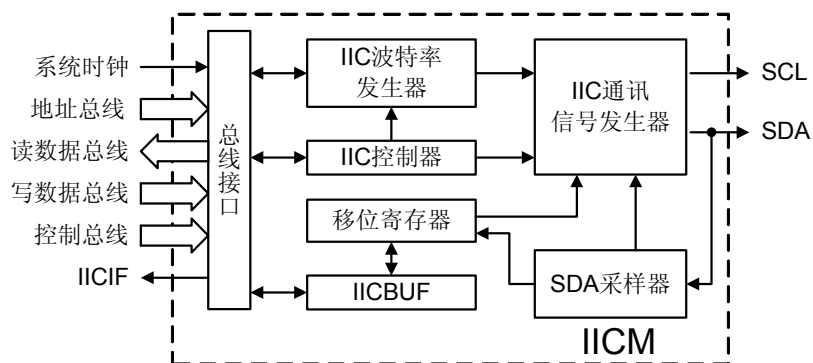 系统时钟
地址总线
读数据总线
写数据总线
控制总线
IICIF
总线接口
IIC波特率
发生器
IIC控制器
移位寄存器
IICBUF
IIC通讯
信号发生器
SDA采样器
SCL
SDA
IICM